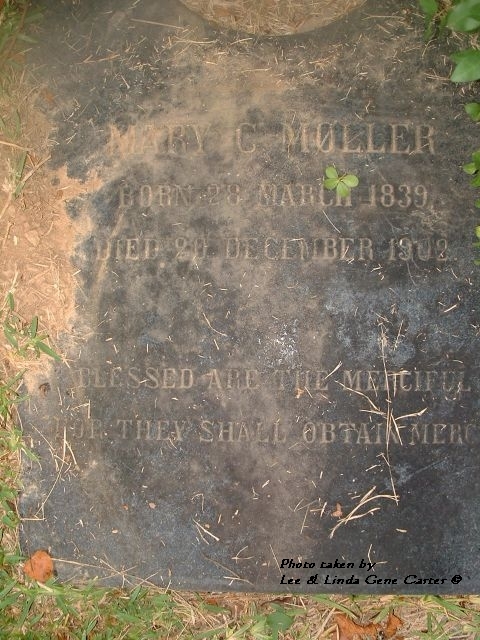 MARY C MØLLER
BORN 28 MARCH 1839.
DIED 29 DECEMBER 1902
BLESSED ARE THE MERCIFUL
FOR THEY SHALL OBTAIN MERC
Photo taken by
Lee & Linda Gene Carter ©